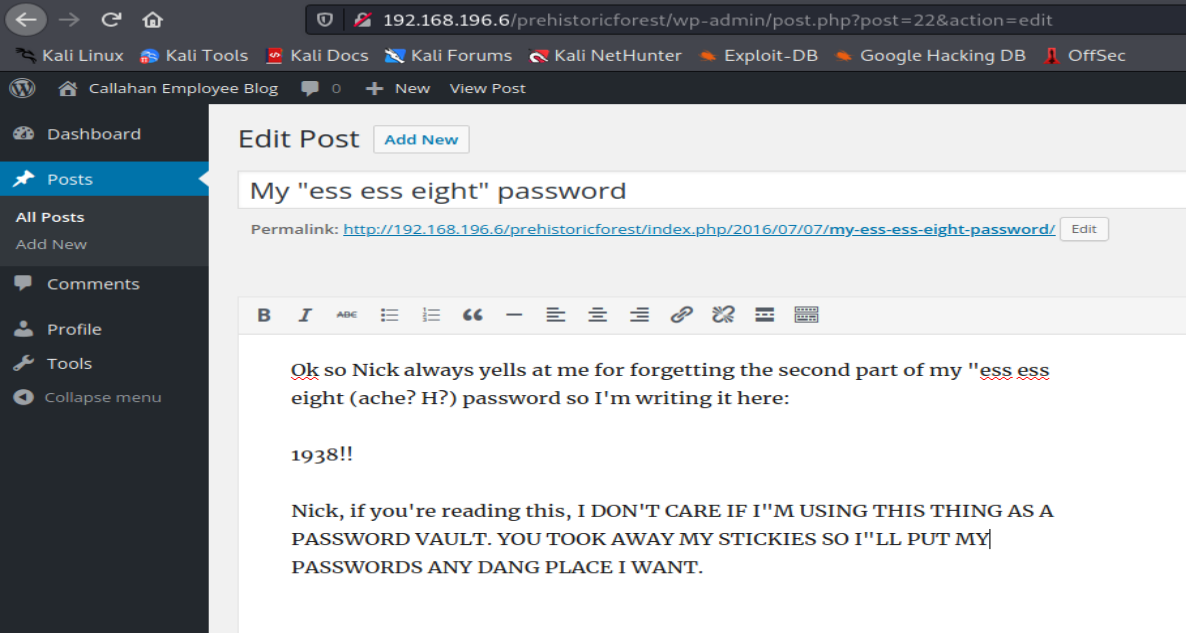 192.168.196.6/prehistoricforest/wp-admin/post.php?post=22&action=edit
Kali Linux Kali Tools Kali Docs Kali Forums Kali NetHunter Exploit-DB Google Hacking DB OffSec
Callahan Employee Blog 0 New View Post
Dashboard
Posts
All Posts
Add New
Comments
Profile
Tools
Collapse menu
Edit Post Add New
My "ess ess eight" password
Permalink: http://192.168.196.6/prehistoricforest/index.php/2016/07/07/my-ess-ess-eight-password/ Edit
B I ABC
Ok so Nick always yells at me for forgetting the second part of my "ess ess
eight (ache? H?) password so I'm writing it here:
1938!!
Nick, if you're reading this, I DON'T CARE IF I"M USING THIS THING AS A
PASSWORD VAULT. YOU TOOK AWAY MY STICKIES SO I"LL PUT MY
PASSWORDS ANY DANG PLACE I WANT.